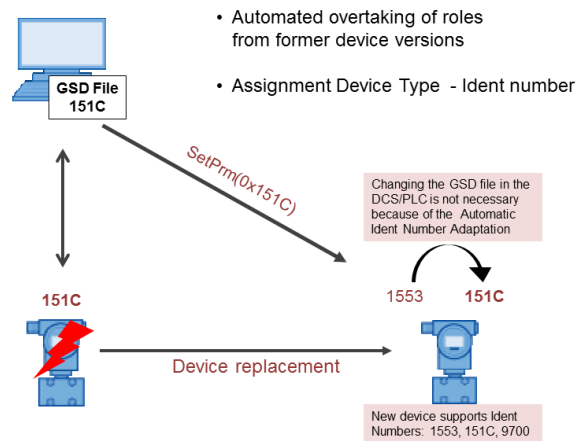 • Automated overtaking of roles
from former device versions
• Assignment Device Type - Ident number
GSD File
151C
SetPrm(0x151C)
Changing the GSD file in the
DCS/PLC is not necessary
because of the Automatic
Ident Number Adaptation
151C
1553
151C
Device replacement
New device supports Ident
Numbers: 1553, 151C, 9700